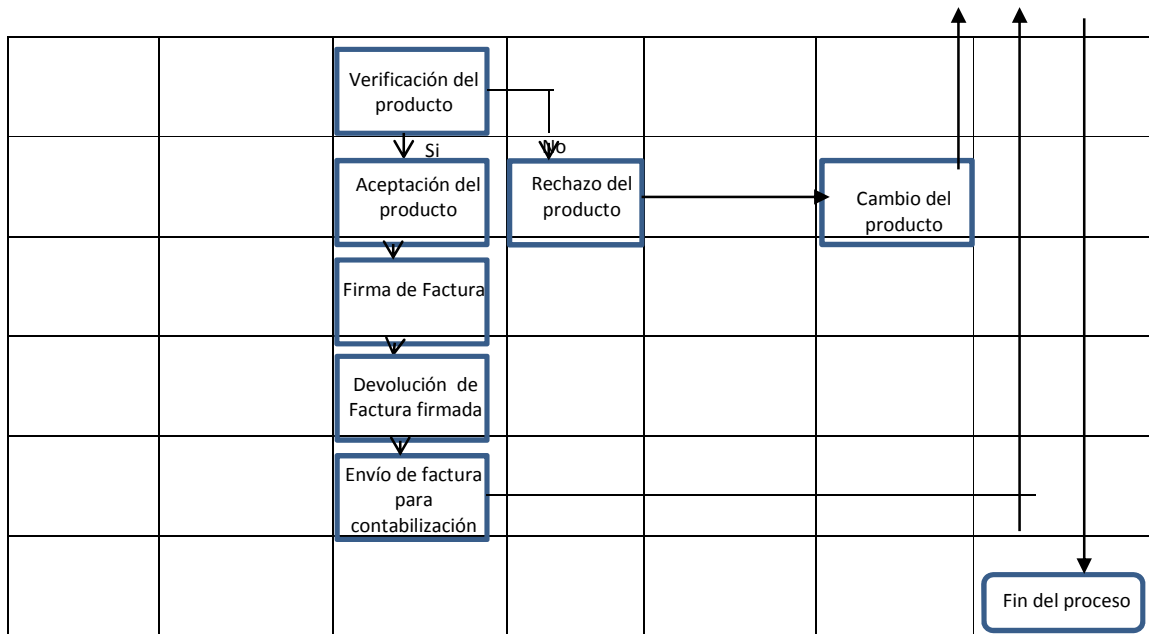 Verificación del
producto
Si
No
Aceptación del
producto
Rechazo del
producto
Cambio del
producto
Firma de Factura
Devolución de
Factura firmada
Envío de factura
para
contabilización
Fin del proceso